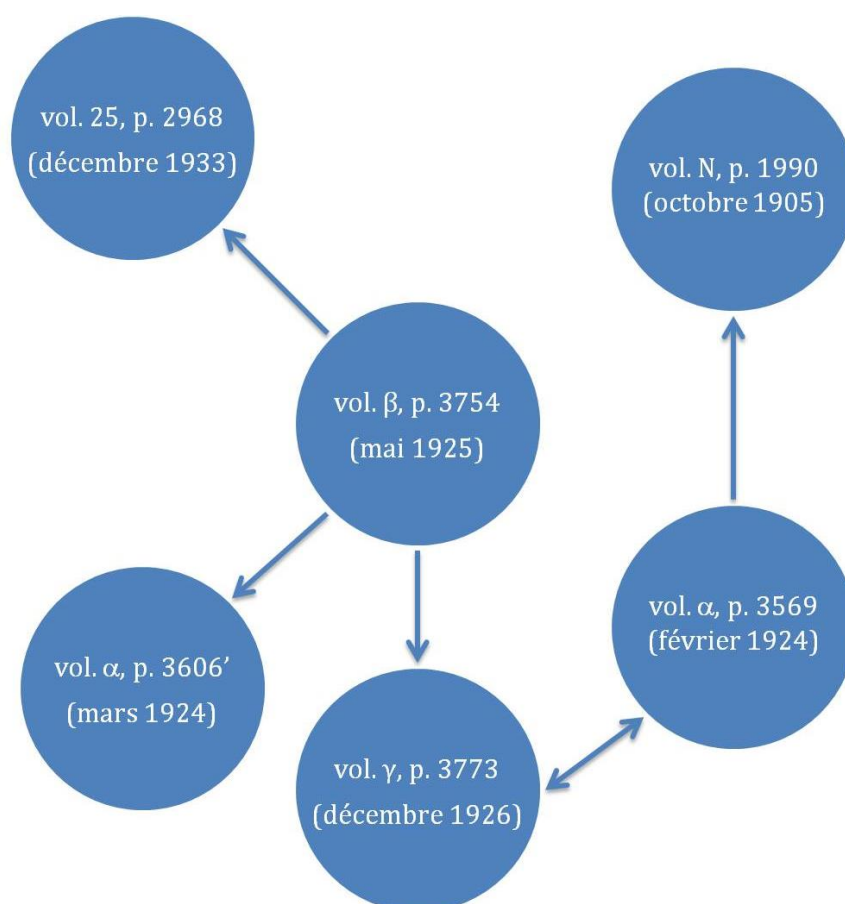 vol. 25, p. 2968
(décembre 1933)
vol. N, p. 1990
(octobre 1905)
vol. β, p. 3754
(mai 1925)
vol. α, p. 3569
(février 1924)
vol. α, p. 3606’
(mars 1924)
vol. γ, p. 3773
(décembre 1926)